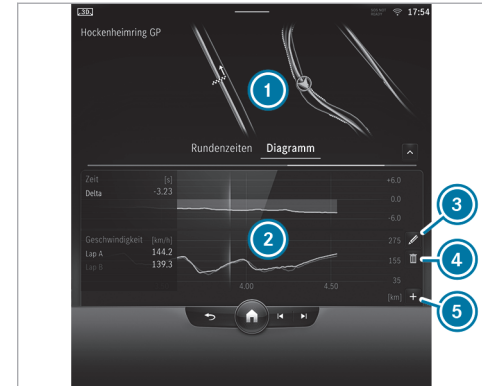 SD
17:54
Hockenheimring GP
1
Rundenzeiten Diagramm
Zeit [s]
Delta -3.23
+6.0
0.0
-6.0
3
2
Geschwindigkeit [km/h]
Lap A 144.2
Lap B 139.3
275
155
35
4
4.00 4.50 [km]
5